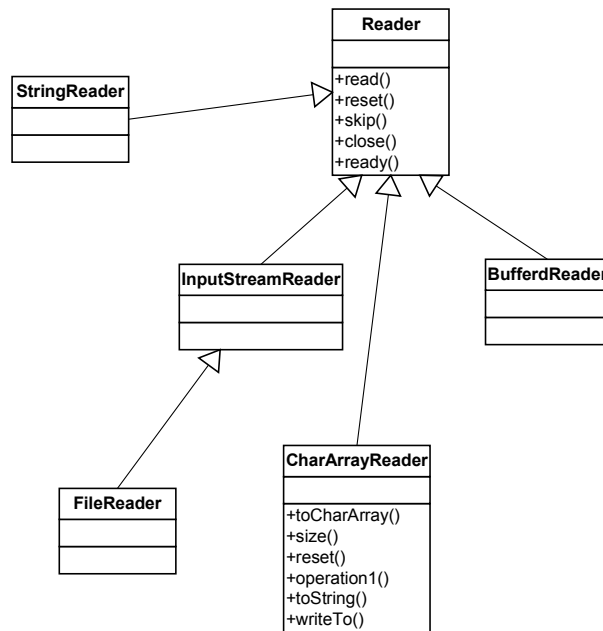 Reader
+read()
+reset()
+skip()
+close()
+ready()
StringReader
InputStreamReader
BufferdReader
FileReader
CharArrayReader
+toCharArray()
+size()
+reset()
+operation1()
+toString()
+writeTo()